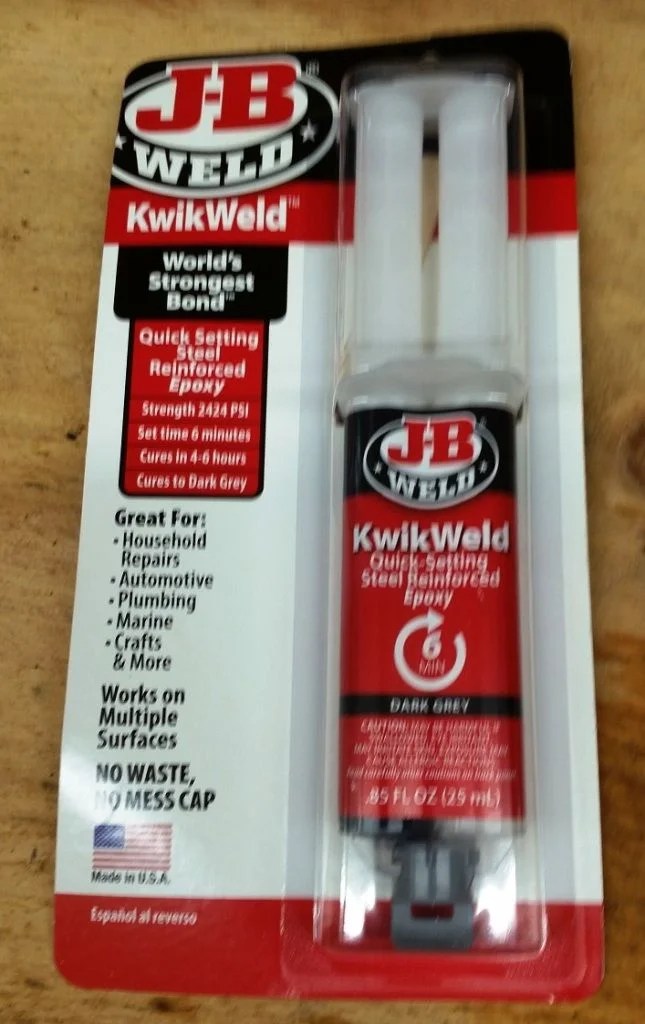 J-B
WELD
KwikWeld™
World's
Strongest
Bond™
Quick Setting
Steel
Reinforced
Epoxy
Strength 2424 PSI
Set time 6 minutes
Cures in 4-6 hours
Cures to Dark Grey
Great For:
• Household
Repairs
• Automotive
• Plumbing
• Marine
• Crafts
& More
Works on
Multiple
Surfaces
NO WASTE,
NO MESS CAP
Made in U.S.A.
Español al reverso
J-B
WELD
KwikWeld
Quick-Setting
Steel Reinforced
Epoxy
6
MIN
DARK GREY
.85 FL OZ (25 mL)